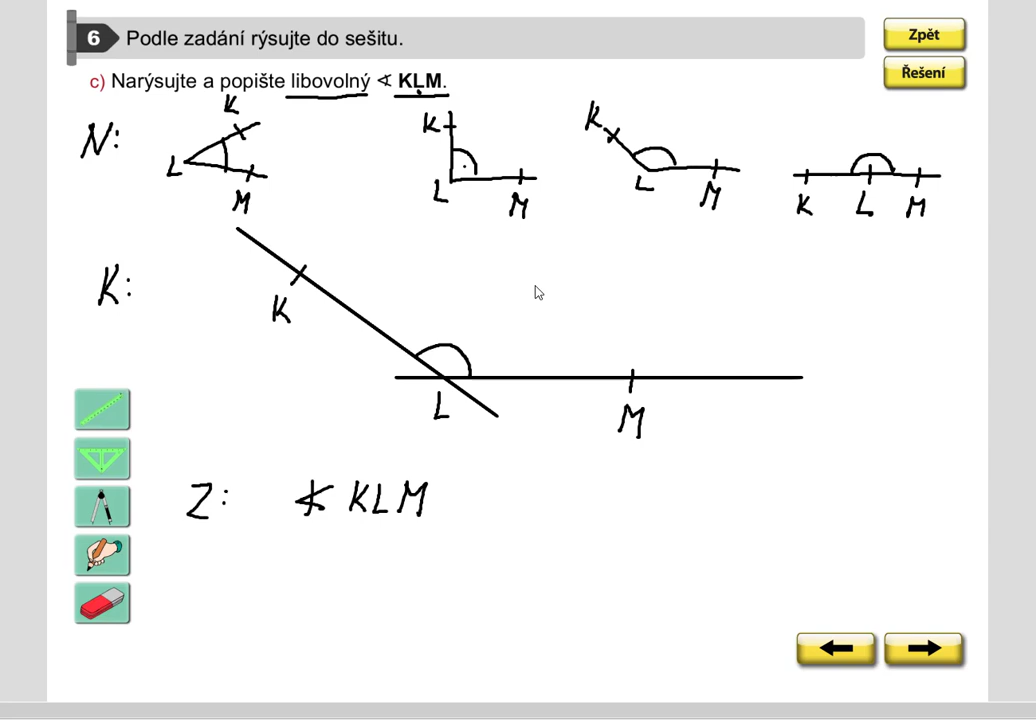 6 Podle zadání rýsujte do sešitu.
Zpět
Řešení
c) Narýsujte a popište libovolný ∢ KLM.
N:
K
L
M
K
L
M
K
L
M
K L M
K:
K
L
M
Z: ∢ KLM